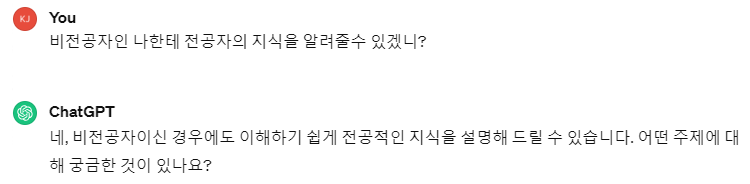 KJ
You
비전공자인 나한테 전공자의 지식을 알려줄수 있겠니?
ChatGPT
네, 비전공자이신 경우에도 이해하기 쉽게 전공적인 지식을 설명해 드릴 수 있습니다. 어떤 주제에 대
해 궁금한 것이 있나요?